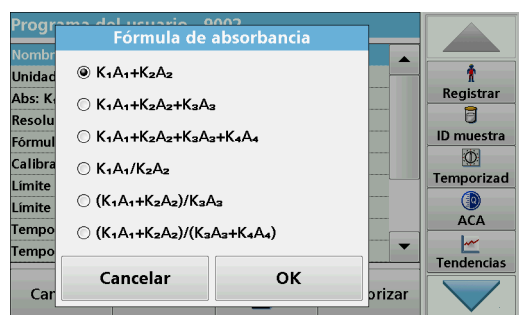 Programa del usuario 9002
Fórmula de absorbancia
Nombr
Unidad
Abs: K
Resolu
Fórmul
Calibra
Límite
Límite
Tempo
Tempo
K₁A₁+K₂A₂
K₁A₁+K₂A₂+K₃A₃
K₁A₁+K₂A₂+K₃A₃+K₄A₄
K₁A₁/K₂A₂
(K₁A₁+K₂A₂)/K₃A₃
(K₁A₁+K₂A₂)/(K₃A₃+K₄A₄)
Cancelar
OK
Car
orizar
Registrar
ID muestra
Temporizad
ACA
Tendencias